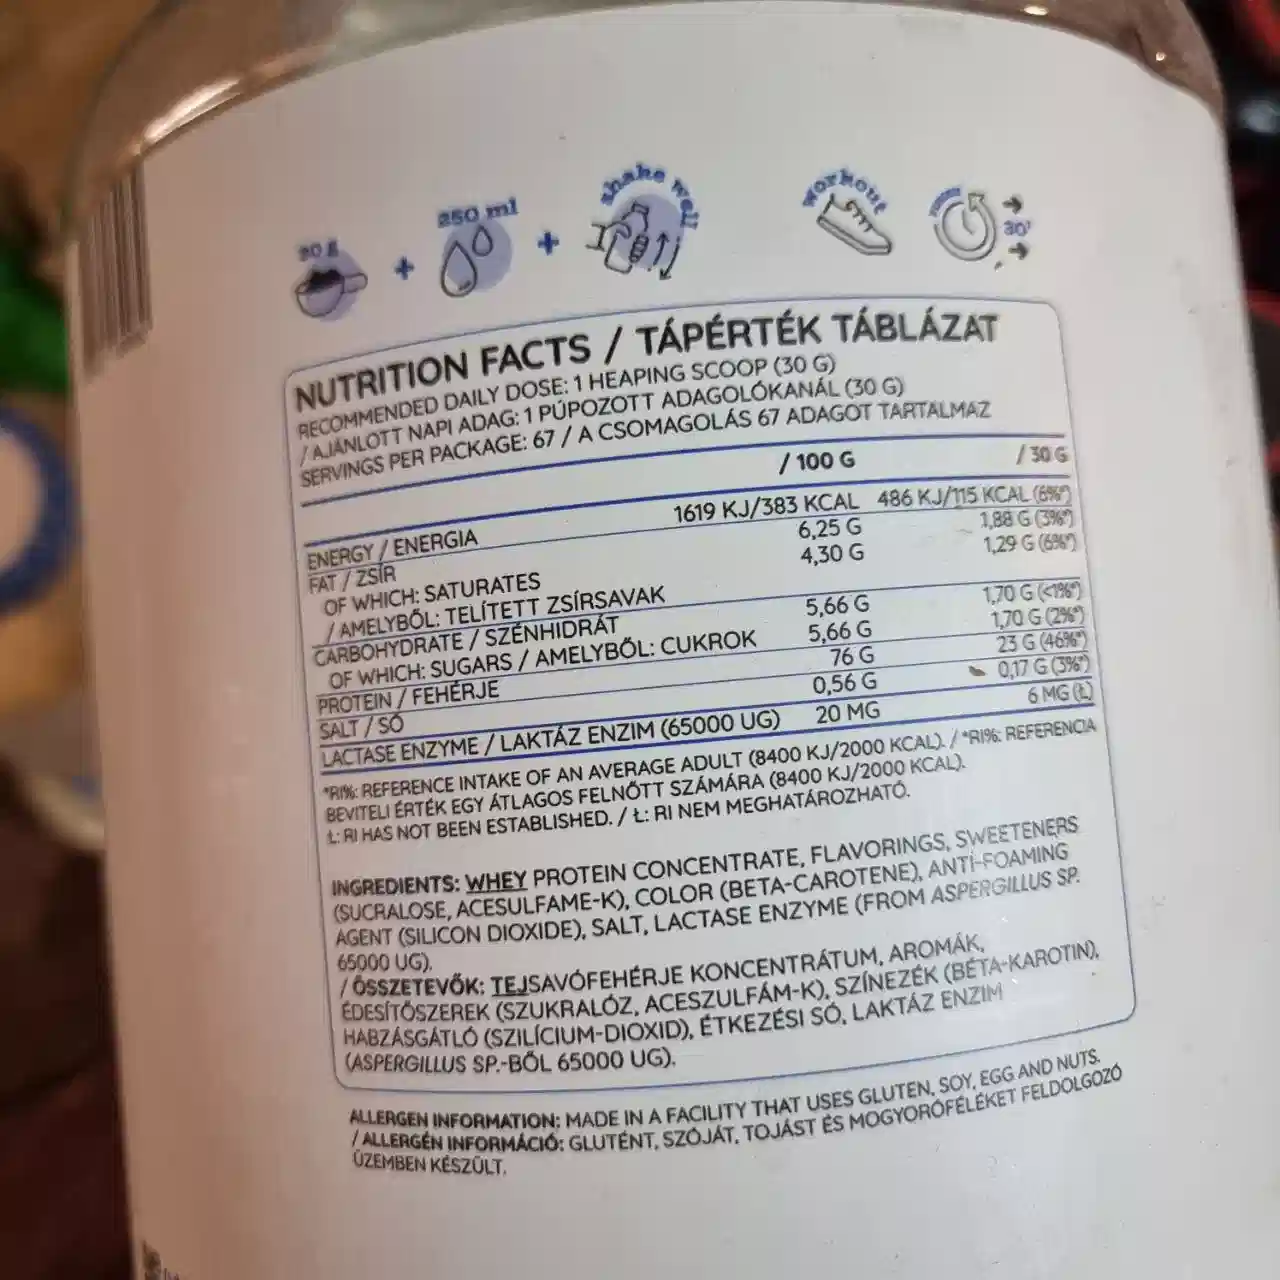 30 g
250 ml
shake well
workout
30'
NUTRITION FACTS / TÁPÉRTÉK TÁBLÁZAT
RECOMMENDED DAILY DOSE: 1 HEAPING SCOOP (30 G)
/ AJÁNLOTT NAPI ADAG: 1 PÚPOZOTT ADAGOLÓKANÁL (30 G)
SERVINGS PER PACKAGE: 67 / A CSOMAGOLÁS 67 ADAGOT TARTALMAZ
/ 100 G / 30 G
ENERGY / ENERGIA 1619 KJ/383 KCAL 486 KJ/115 KCAL (6%*)
FAT / ZSÍR 6,25 G 1,88 G (3%*)
OF WHICH: SATURATES 4,30 G 1,29 G (6%*)
/ AMELYBŐL: TELÍTETT ZSÍRSAVAK
CARBOHYDRATE / SZÉNHIDRÁT 5,66 G 1,70 G (<1%*)
OF WHICH: SUGARS / AMELYBŐL: CUKROK 5,66 G 1,70 G (2%*)
PROTEIN / FEHÉRJE 76 G 23 G (46%*)
SALT / SÓ 0,56 G 0,17 G (3%*)
LACTASE ENZYME / LAKTÁZ ENZIM (65000 UG) 20 MG 6 MG (Ł)
*RI%: REFERENCE INTAKE OF AN AVERAGE ADULT (8400 KJ/2000 KCAL). / *RI%: REFERENCIA
BEVITELI ÉRTÉK EGY ÁTLAGOS FELNŐTT SZÁMÁRA (8400 KJ/2000 KCAL).
Ł: RI HAS NOT BEEN ESTABLISHED. / Ł: RI NEM MEGHATÁROZHATÓ.
INGREDIENTS: WHEY PROTEIN CONCENTRATE, FLAVORINGS, SWEETENERS
(SUCRALOSE, ACESULFAME-K), COLOR (BETA-CAROTENE), ANTI-FOAMING
AGENT (SILICON DIOXIDE), SALT, LACTASE ENZYME (FROM ASPERGILLUS SP.
65000 UG).
/ ÖSSZETEVŐK: TEJSAVÓFEHÉRJE KONCENTRÁTUM, AROMÁK,
ÉDESÍTŐSZEREK (SZUKRALÓZ, ACESZULFÁM-K), SZÍNEZÉK (BÉTA-KAROTIN),
HABZÁSGÁTLÓ (SZILÍCIUM-DIOXID), ÉTKEZÉSI SÓ, LAKTÁZ ENZIM
(ASPERGILLUS SP.-BŐL 65000 UG).
ALLERGEN INFORMATION: MADE IN A FACILITY THAT USES GLUTEN, SOY, EGG AND NUTS.
/ ALLERGÉN INFORMÁCIÓ: GLUTÉNT, SZÓJÁT, TOJÁST ÉS MOGYORÓFÉLÉKET FELDOLGOZÓ
ÜZEMBEN KÉSZÜLT.